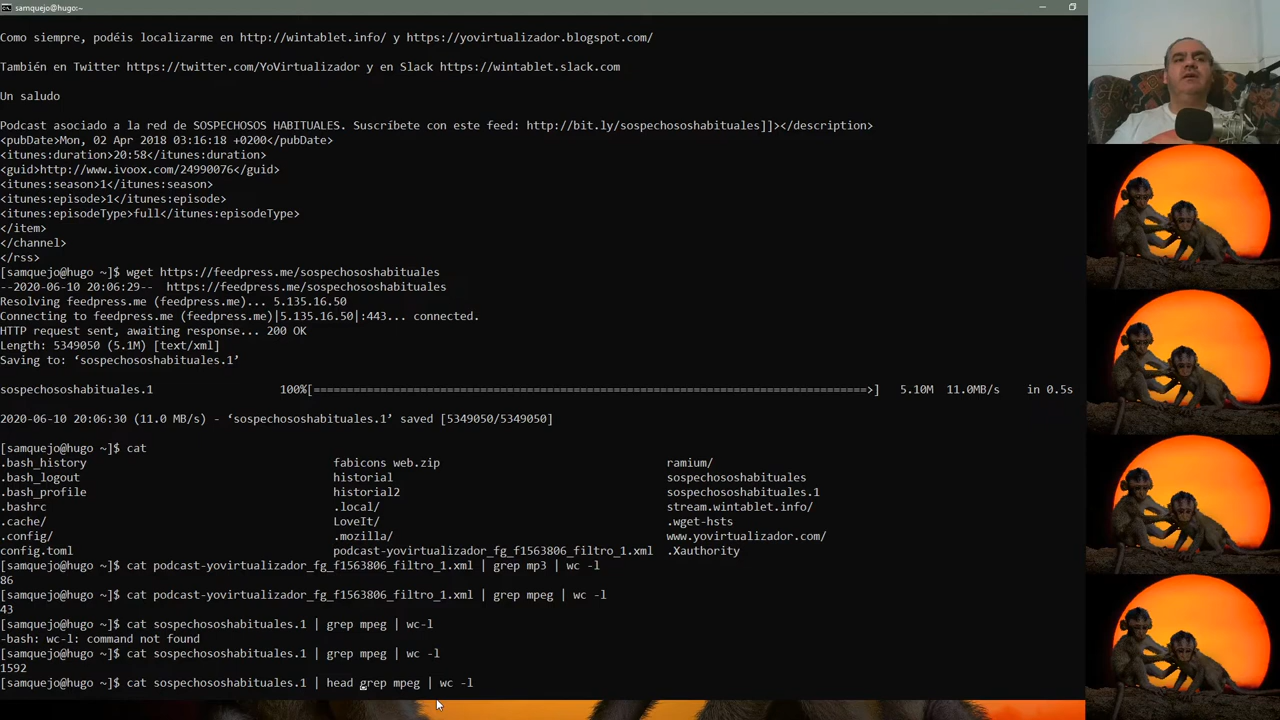 samquejo@hugo:~
Como siempre, podéis localizarme en http://wintablet.info/ y https://yovirtualizador.blogspot.com/
También en Twitter https://twitter.com/YoVirtualizador y en Slack https://wintablet.slack.com
Un saludo
Podcast asociado a la red de SOSPECHOSOS HABITUALES. Suscríbete con este feed: http://bit.ly/sospechososhabituales]]></description>
<pubDate>Mon, 02 Apr 2018 03:16:18 +0200</pubDate>
<itunes:duration>20:58</itunes:duration>
<guid>http://www.ivoox.com/24990076</guid>
<itunes:season>1</itunes:season>
<itunes:episode>1</itunes:episode>
<itunes:episodeType>full</itunes:episodeType>
</item>
</channel>
</rss>
[samquejo@hugo ~]$ wget https://feedpress.me/sospechososhabituales
--2020-06-10 20:06:29--  https://feedpress.me/sospechososhabituales
Resolving feedpress.me (feedpress.me)... 5.135.16.50
Connecting to feedpress.me (feedpress.me)|5.135.16.50|:443... connected.
HTTP request sent, awaiting response... 200 OK
Length: 5349050 (5.1M) [text/xml]
Saving to: ‘sospechososhabituales.1’
sospechososhabituales.1 100%[===================================================================================>] 5.10M 11.0MB/s in 0.5s
2020-06-10 20:06:30 (11.0 MB/s) - ‘sospechososhabituales.1’ saved [5349050/5349050]
[samquejo@hugo ~]$ cat
.bash_history fabicons web.zip ramium/
.bash_logout historial sospechososhabituales
.bash_profile historial2 sospechososhabituales.1
.bashrc .local/ stream.wintablet.info/
.cache/ LoveIt/ .wget-hsts
.config/ .mozilla/ www.yovirtualizador.com/
config.toml podcast-yovirtualizador_fg_f1563806_filtro_1.xml .Xauthority
[samquejo@hugo ~]$ cat podcast-yovirtualizador_fg_f1563806_filtro_1.xml | grep mp3 | wc -l
86
[samquejo@hugo ~]$ cat podcast-yovirtualizador_fg_f1563806_filtro_1.xml | grep mpeg | wc -l
43
[samquejo@hugo ~]$ cat sospechososhabituales.1 | grep mpeg | wc-l
-bash: wc-l: command not found
[samquejo@hugo ~]$ cat sospechososhabituales.1 | grep mpeg | wc -l
1592
[samquejo@hugo ~]$ cat sospechososhabituales.1 | head grep mpeg | wc -l